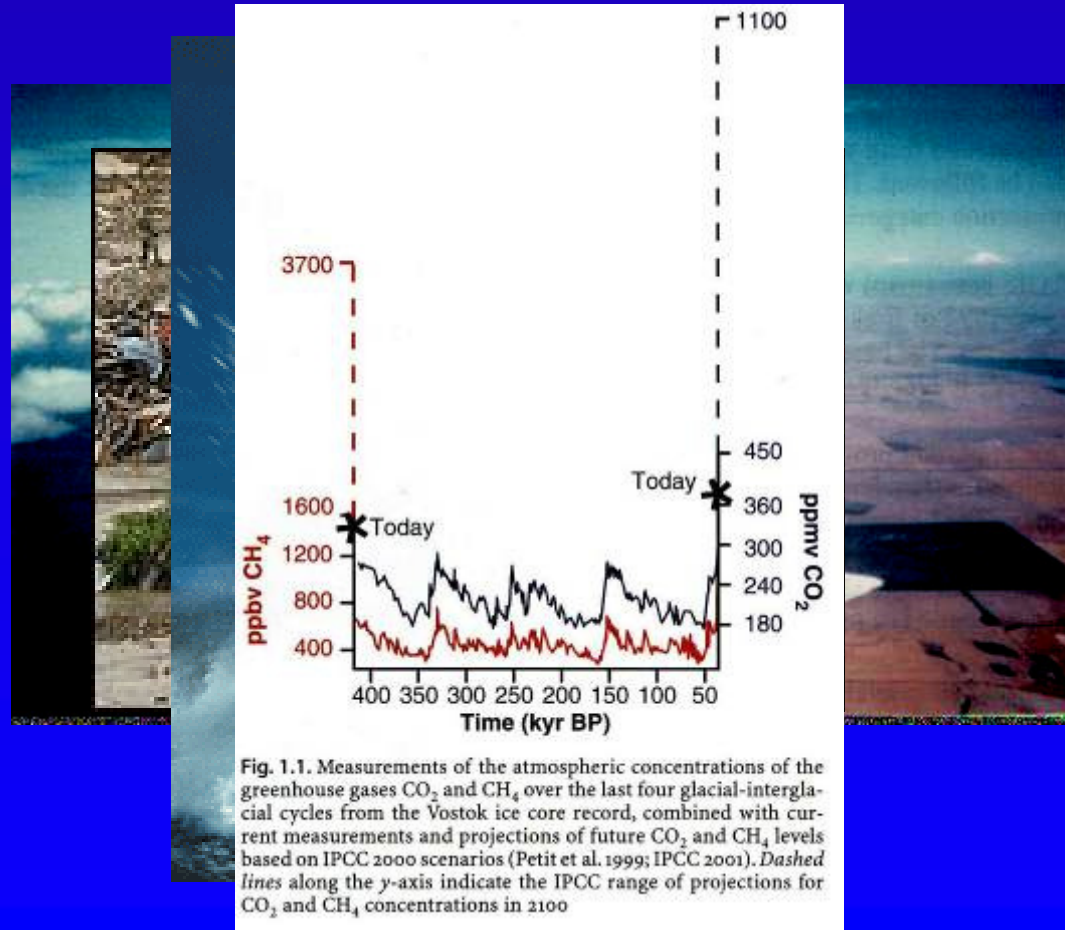 1100
3700
450
Today
1600
360
Today
ppbv CH₄
ppmv CO₂
1200
300
800
240
400
180
400 350 300 250 200 150 100 50
Time (kyr BP)
Fig. 1.1. Measurements of the atmospheric concentrations of the
greenhouse gases CO₂ and CH₄ over the last four glacial-intergla-
cial cycles from the Vostok ice core record, combined with cur-
rent measurements and projections of future CO₂ and CH₄ levels
based on IPCC 2000 scenarios (Petit et al. 1999; IPCC 2001). Dashed
lines along the y-axis indicate the IPCC range of projections for
CO₂ and CH₄ concentrations in 2100